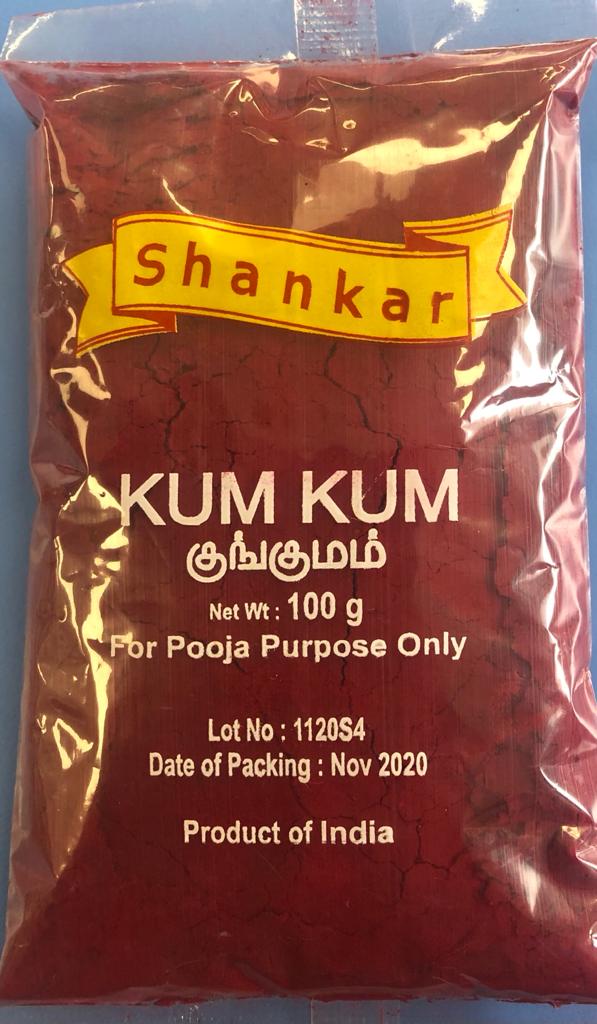 Shankar
KUM KUM
குங்குமம்
Net Wt : 100 g
For Pooja Purpose Only
Lot No : 1120S4
Date of Packing : Nov 2020
Product of India